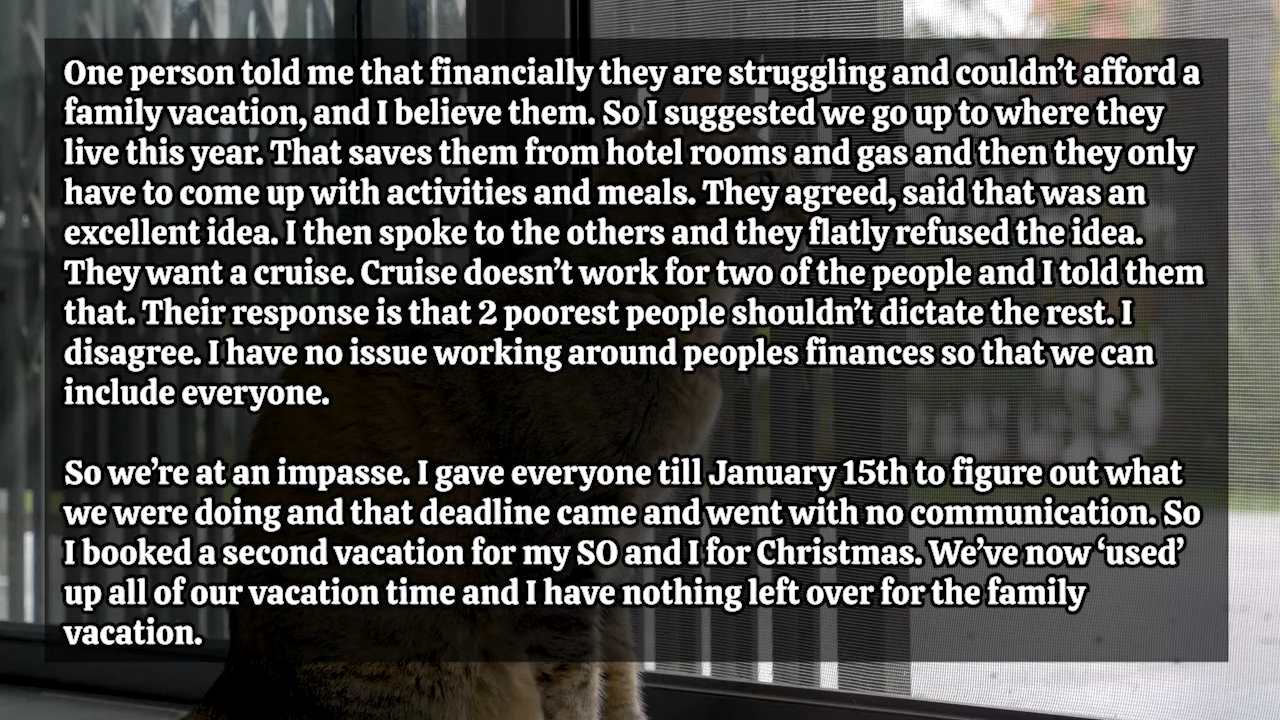 One person told me that financially they are struggling and couldn’t afford a
family vacation, and I believe them. So I suggested we go up to where they
live this year. That saves them from hotel rooms and gas and then they only
have to come up with activities and meals. They agreed, said that was an
excellent idea. I then spoke to the others and they flatly refused the idea.
They want a cruise. Cruise doesn’t work for two of the people and I told them
that. Their response is that 2 poorest people shouldn’t dictate the rest. I
disagree. I have no issue working around peoples finances so that we can
include everyone.
So we’re at an impasse. I gave everyone till January 15th to figure out what
we were doing and that deadline came and went with no communication. So
I booked a second vacation for my SO and I for Christmas. We’ve now ‘used’
up all of our vacation time and I have nothing left over for the family
vacation.